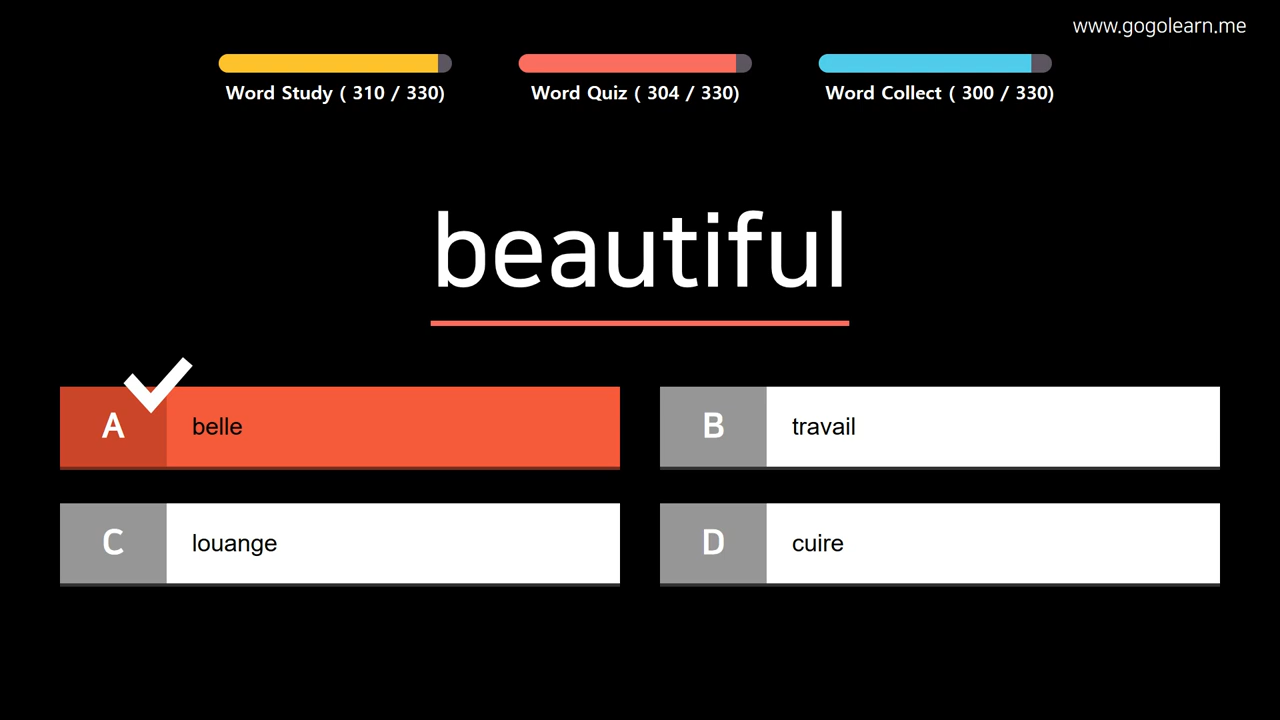 www.gogolearn.me
Word Study ( 310 / 330)
Word Quiz ( 304 / 330)
Word Collect ( 300 / 330)
beautiful
A belle
B travail
C louange
D cuire